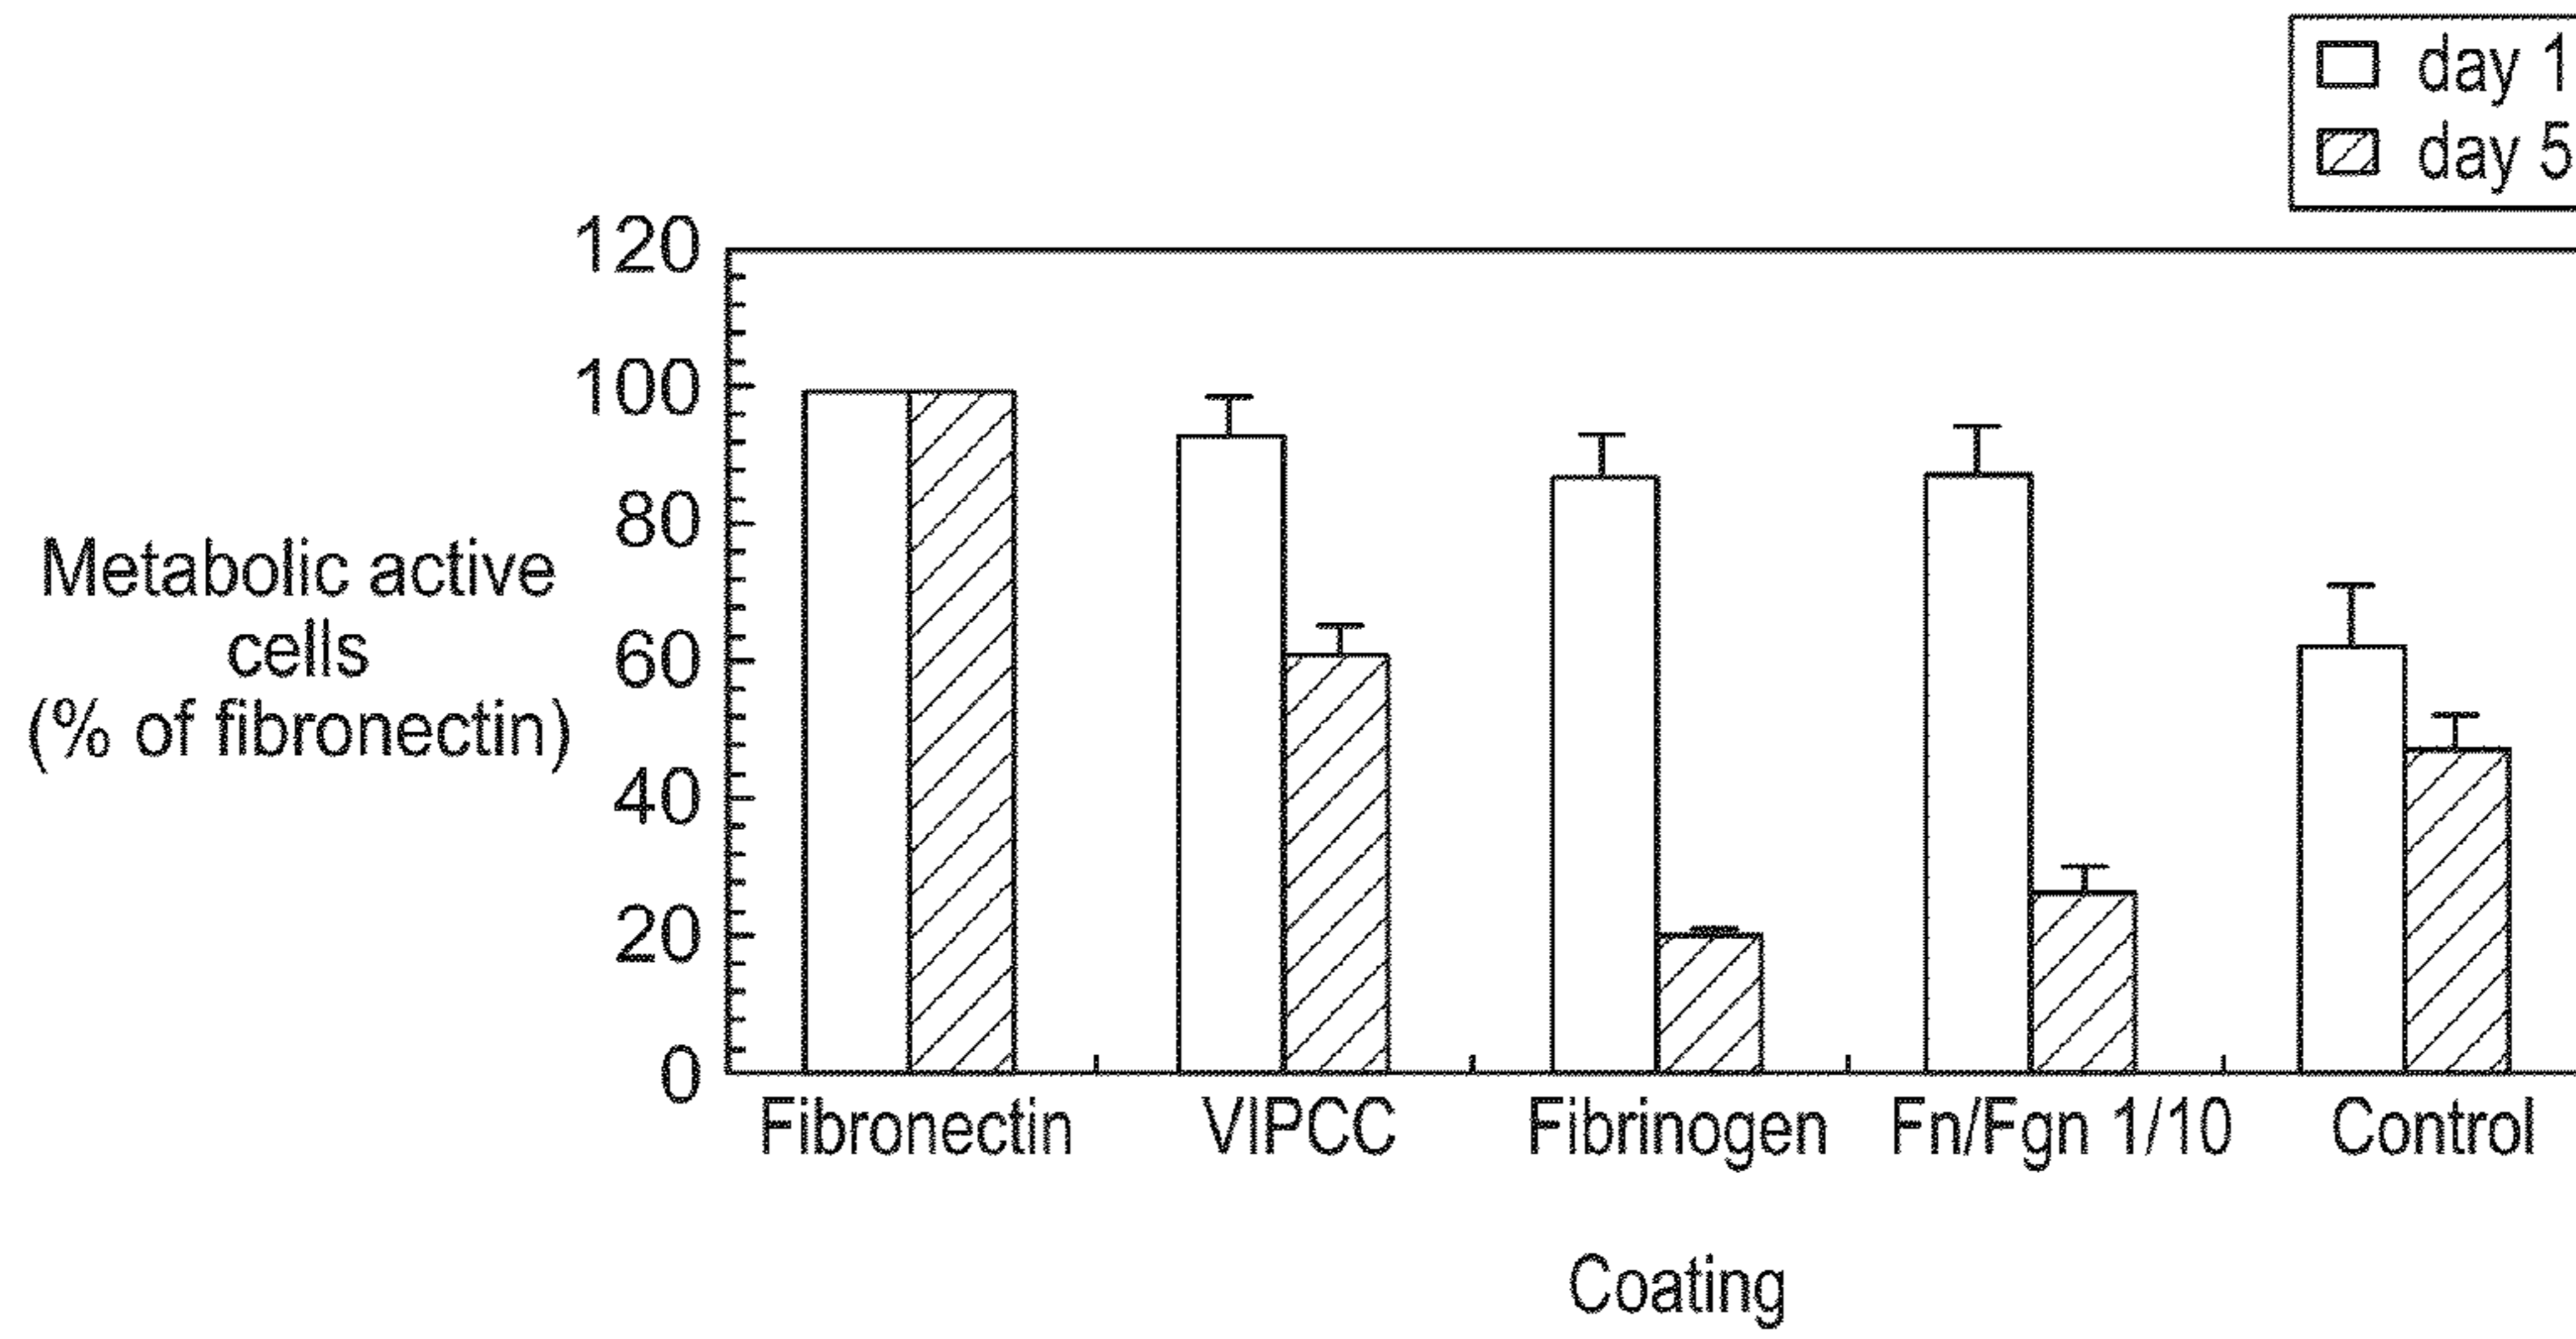 day 1
day 5
120
100
80
60
40
20
0
Metabolic active
cells
(% of fibronectin)
Fibronectin
VIPCC
Fibrinogen
Fn/Fgn 1/10
Control
Coating